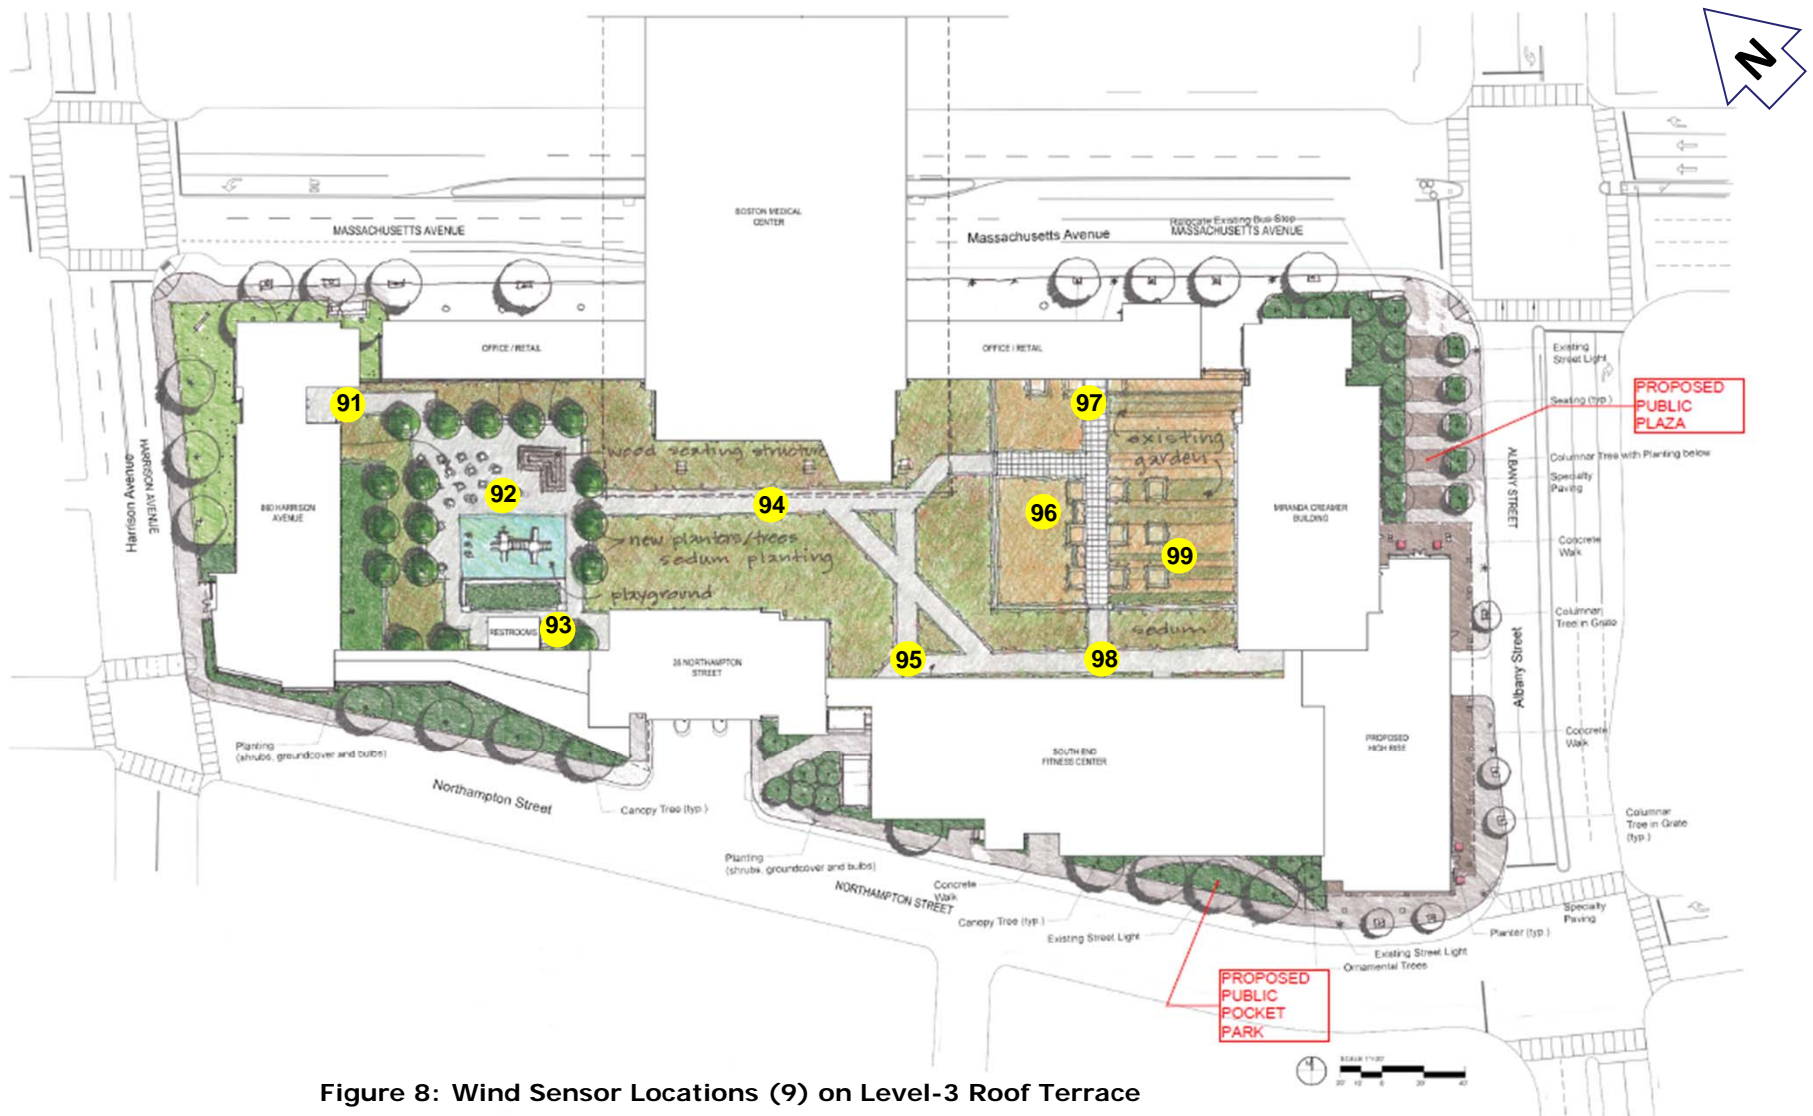 N
BOSTON MEDICAL
CENTER
ONLY
MASSACHUSETTS AVENUE
Massachusetts Avenue
Relocate Existing Bus Stop
MASSACHUSETTS AVENUE
OFFICE / RETAIL
OFFICE / RETAIL
Existing
Street Light
PROPOSED
PUBLIC
PLAZA
Seating (typ.)
91
97
existing
garden
wood seating structure
Columnar Tree with Planting below
Specialty
Paving
Harrison Avenue
HARRISON AVENUE
860 HARRISON
AVENUE
92
94
96
MIRANDA CREAMER
BUILDING
ALBANY STREET
new planters/trees
sedum planting
99
Concrete
Walk
playground
Columnar
Tree in Grate
RESTROOMS
93
sedum
35 NORTHAMPTON
STREET
95
98
Albany Street
Planting
(shrubs, groundcover and bulbs)
SOUTH END
FITNESS CENTER
PROPOSED
HIGH RISE
Concrete
Walk
Northampton Street
Canopy Tree (typ.)
Columnar
Tree in Grate
(typ.)
Planting
(shrubs, groundcover and bulbs)
NORTHAMPTON STREET
Concrete
Walk
Canopy Tree (typ.)
Existing Street Light
Specialty
Paving
Planter (typ.)
Existing Street Light
Ornamental Trees
PROPOSED
PUBLIC
POCKET
PARK
20' 10' 0 20' 40'
Figure 8: Wind Sensor Locations (9) on Level-3 Roof Terrace